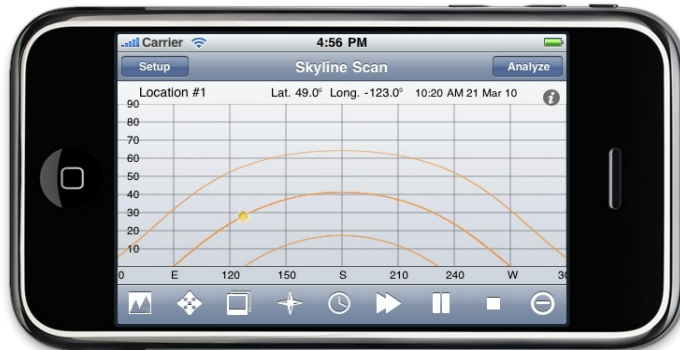 Carrier 4:56 PM
Setup Skyline Scan Analyze
Location #1 Lat. 49.0° Long. -123.0° 10:20 AM 21 Mar 10
90
80
70
60
50
40
30
20
10
0 E 120 150 S 210 240 W 30